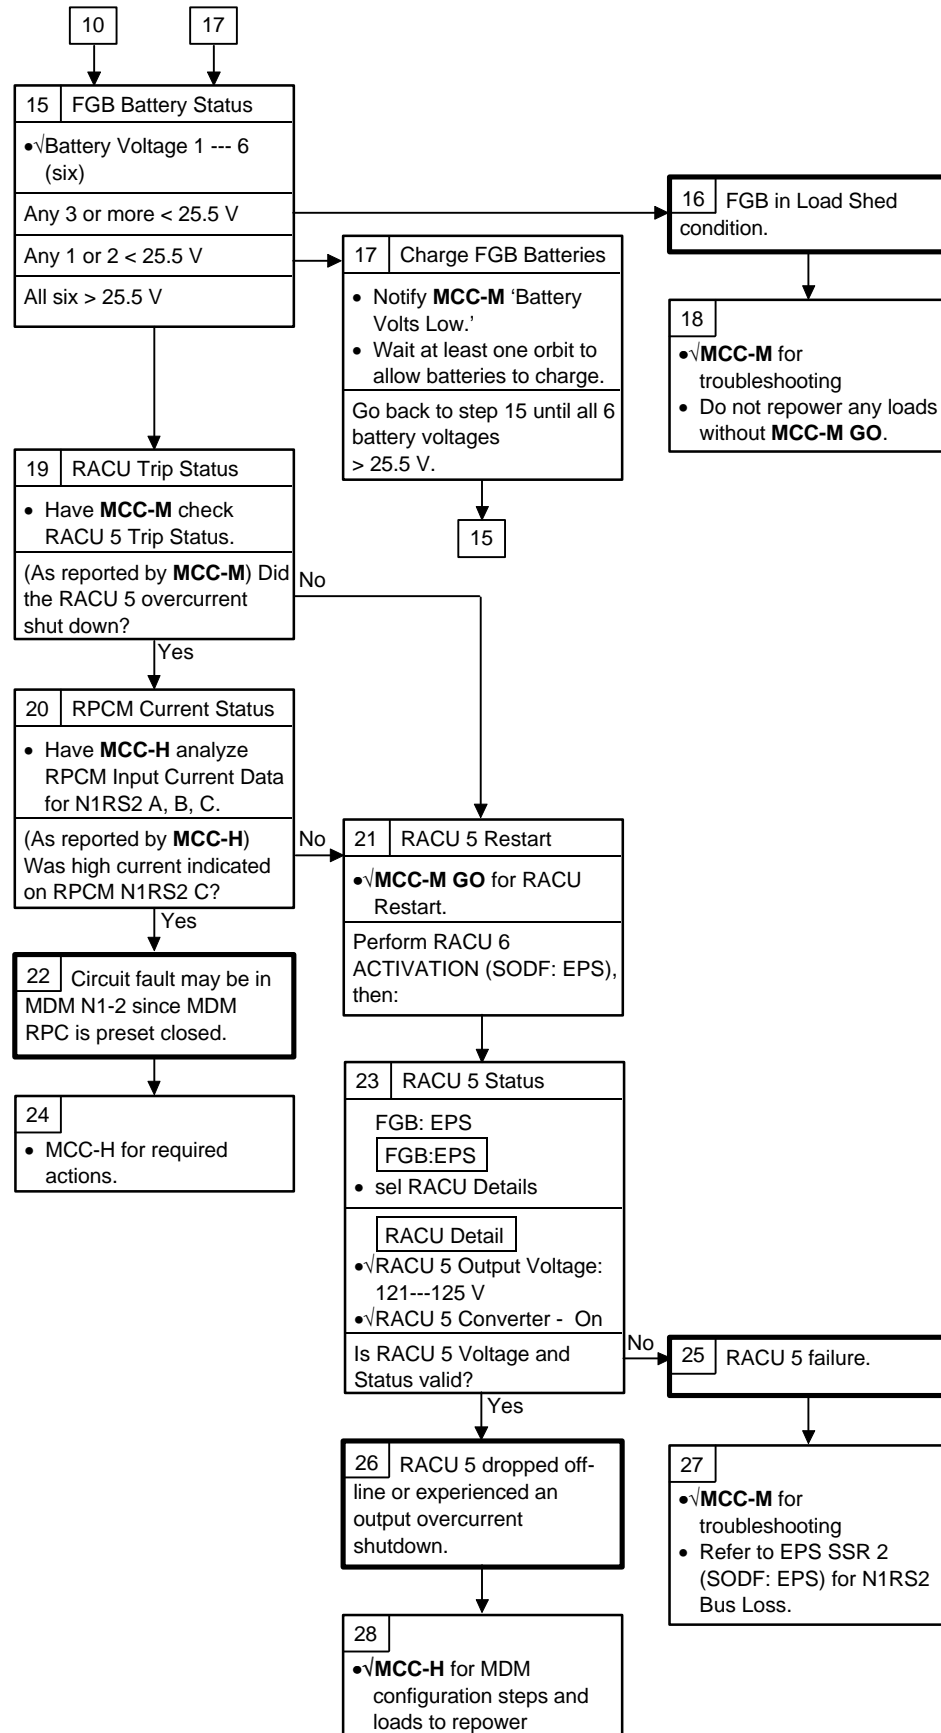 10
17
15 FGB Battery Status
•√Battery Voltage 1 --- 6
(six)
Any 3 or more < 25.5 V
Any 1 or 2 < 25.5 V
All six > 25.5 V
16 FGB in Load Shed
condition.
17 Charge FGB Batteries
• Notify MCC-M ‘Battery
Volts Low.’
• Wait at least one orbit to
allow batteries to charge.
Go back to step 15 until all 6
battery voltages
> 25.5 V.
15
18
•√MCC-M for
troubleshooting
• Do not repower any loads
without MCC-M GO.
19 RACU Trip Status
• Have MCC-M check
RACU 5 Trip Status.
(As reported by MCC-M) Did
the RACU 5 overcurrent
shut down?
No
Yes
20 RPCM Current Status
• Have MCC-H analyze
RPCM Input Current Data
for N1RS2 A, B, C.
(As reported by MCC-H)
Was high current indicated
on RPCM N1RS2 C?
No
Yes
21 RACU 5 Restart
•√MCC-M GO for RACU
Restart.
Perform RACU 6
ACTIVATION (SODF: EPS),
then:
22 Circuit fault may be in
MDM N1-2 since MDM
RPC is preset closed.
24
• MCC-H for required
actions.
23 RACU 5 Status
FGB: EPS
FGB:EPS
• sel RACU Details
RACU Detail
•√RACU 5 Output Voltage:
121---125 V
•√RACU 5 Converter - On
Is RACU 5 Voltage and
Status valid?
No
Yes
25 RACU 5 failure.
26 RACU 5 dropped off-
line or experienced an
output overcurrent
shutdown.
27
•√MCC-M for
troubleshooting
• Refer to EPS SSR 2
(SODF: EPS) for N1RS2
Bus Loss.
28
•√MCC-H for MDM
configuration steps and
loads to repower